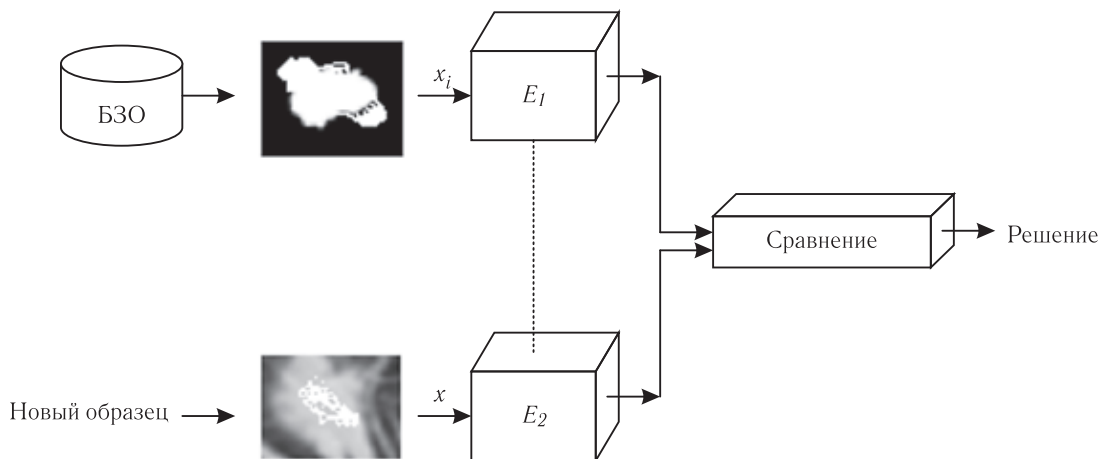 БЗО
x_i
E_1
Сравнение
Решение
Новый образец
x
E_2